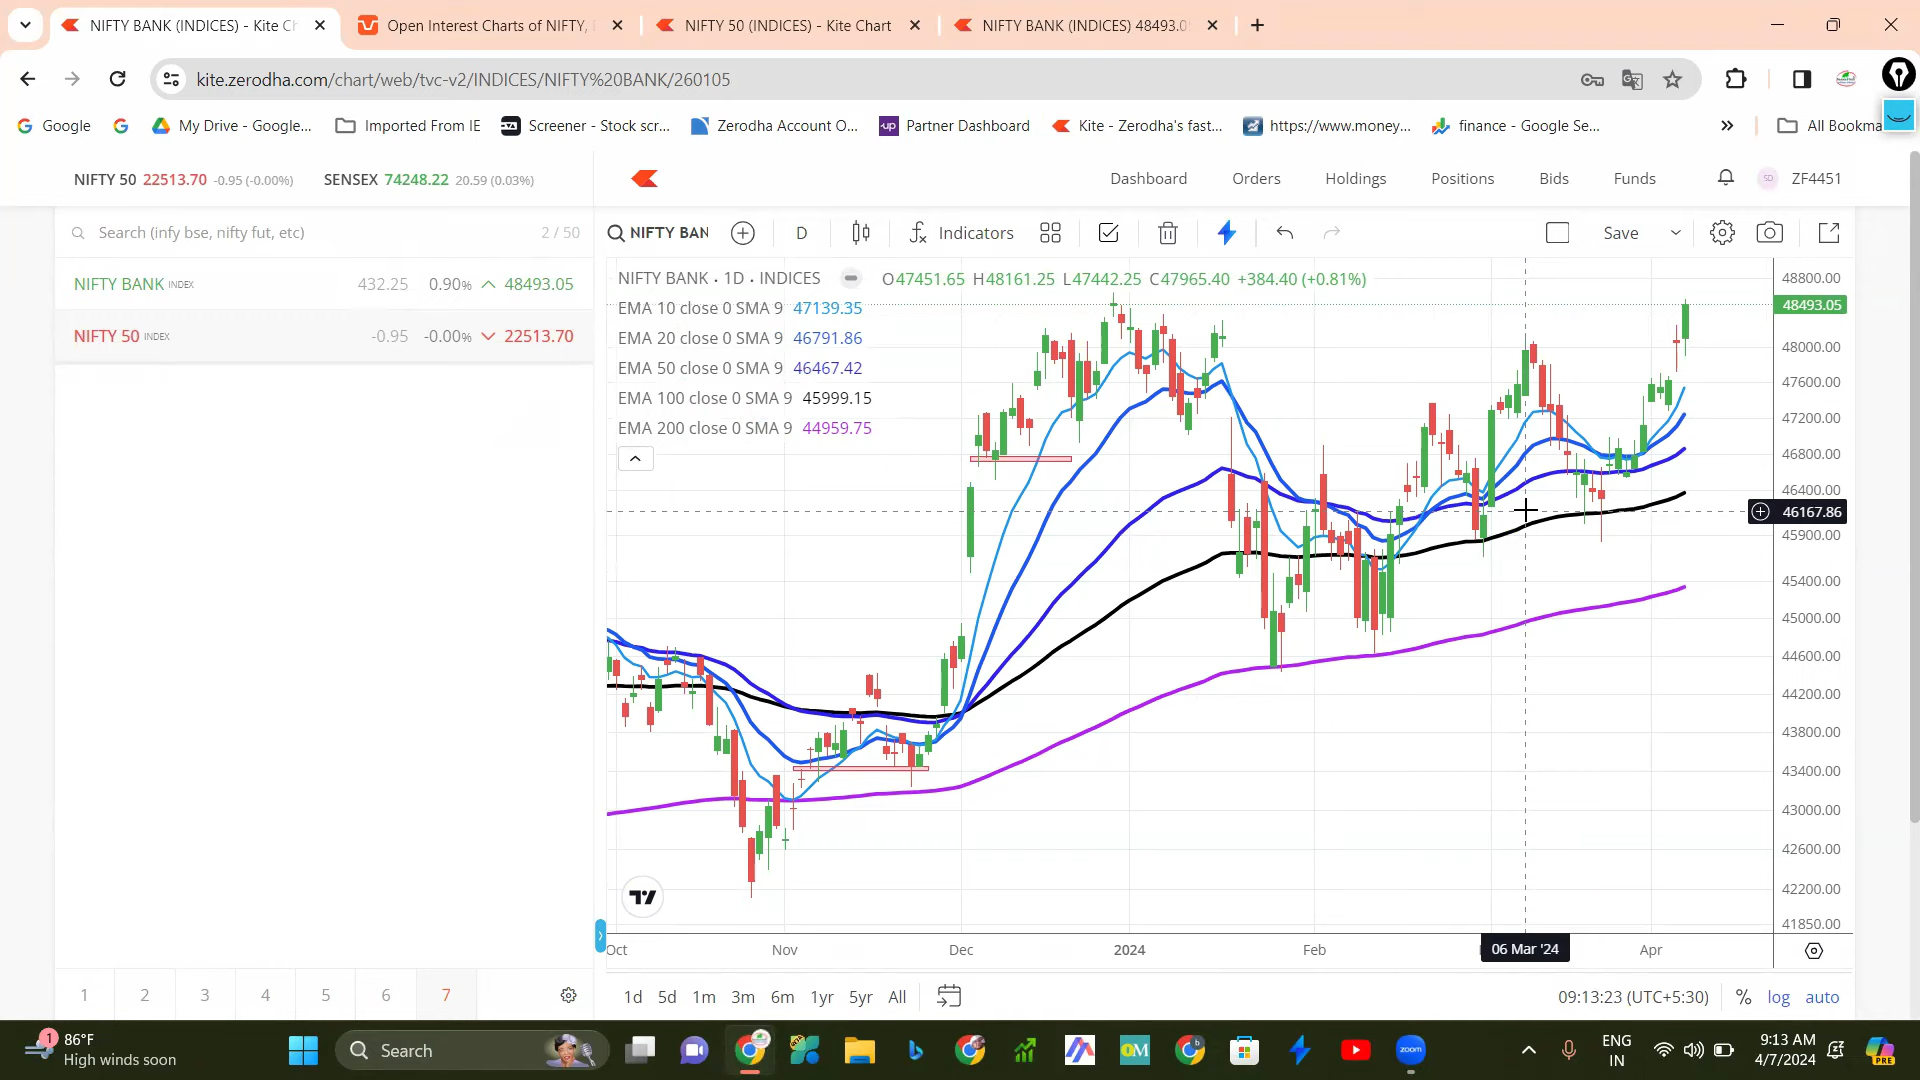 NIFTY BANK (INDICES) - Kite Ch
Open Interest Charts of NIFTY,
NIFTY 50 (INDICES) - Kite Chart
NIFTY BANK (INDICES) 48493.0
kite.zerodha.com/chart/web/tvc-v2/INDICES/NIFTY%20BANK/260105
Google
My Drive - Google...
Imported From IE
Screener - Stock scr...
Zerodha Account O...
Partner Dashboard
Kite - Zerodha's fast...
https://www.money...
finance - Google Se...
All Bookma
NIFTY 50 22513.70 -0.95 (-0.00%) SENSEX 74248.22 20.59 (0.03%)
Dashboard Orders Holdings Positions Bids Funds SD ZF4451
Search (infy bse, nifty fut, etc) 2 / 50
NIFTY BANK INDEX 432.25 0.90% 48493.05
NIFTY 50 INDEX -0.95 -0.00% 22513.70
1 2 3 4 5 6 7
NIFTY BAN D Indicators Save
NIFTY BANK · 1D · INDICES O47451.65 H48161.25 L47442.25 C47965.40 +384.40 (+0.81%)
EMA 10 close 0 SMA 9 47139.35
EMA 20 close 0 SMA 9 46791.86
EMA 50 close 0 SMA 9 46467.42
EMA 100 close 0 SMA 9 45999.15
EMA 200 close 0 SMA 9 44959.75
48800.00
48493.05
48000.00
47600.00
47200.00
46800.00
46400.00
46167.86
45900.00
45400.00
45000.00
44600.00
44200.00
43800.00
43400.00
43000.00
42600.00
42200.00
41850.00
Oct Nov Dec 2024 Feb 06 Mar '24 Apr
1d 5d 1m 3m 6m 1yr 5yr All 09:13:23 (UTC+5:30) % log auto
1
86°F
High winds soon
Search
zoom
ENG
IN
9:13 AM
4/7/2024
PRE